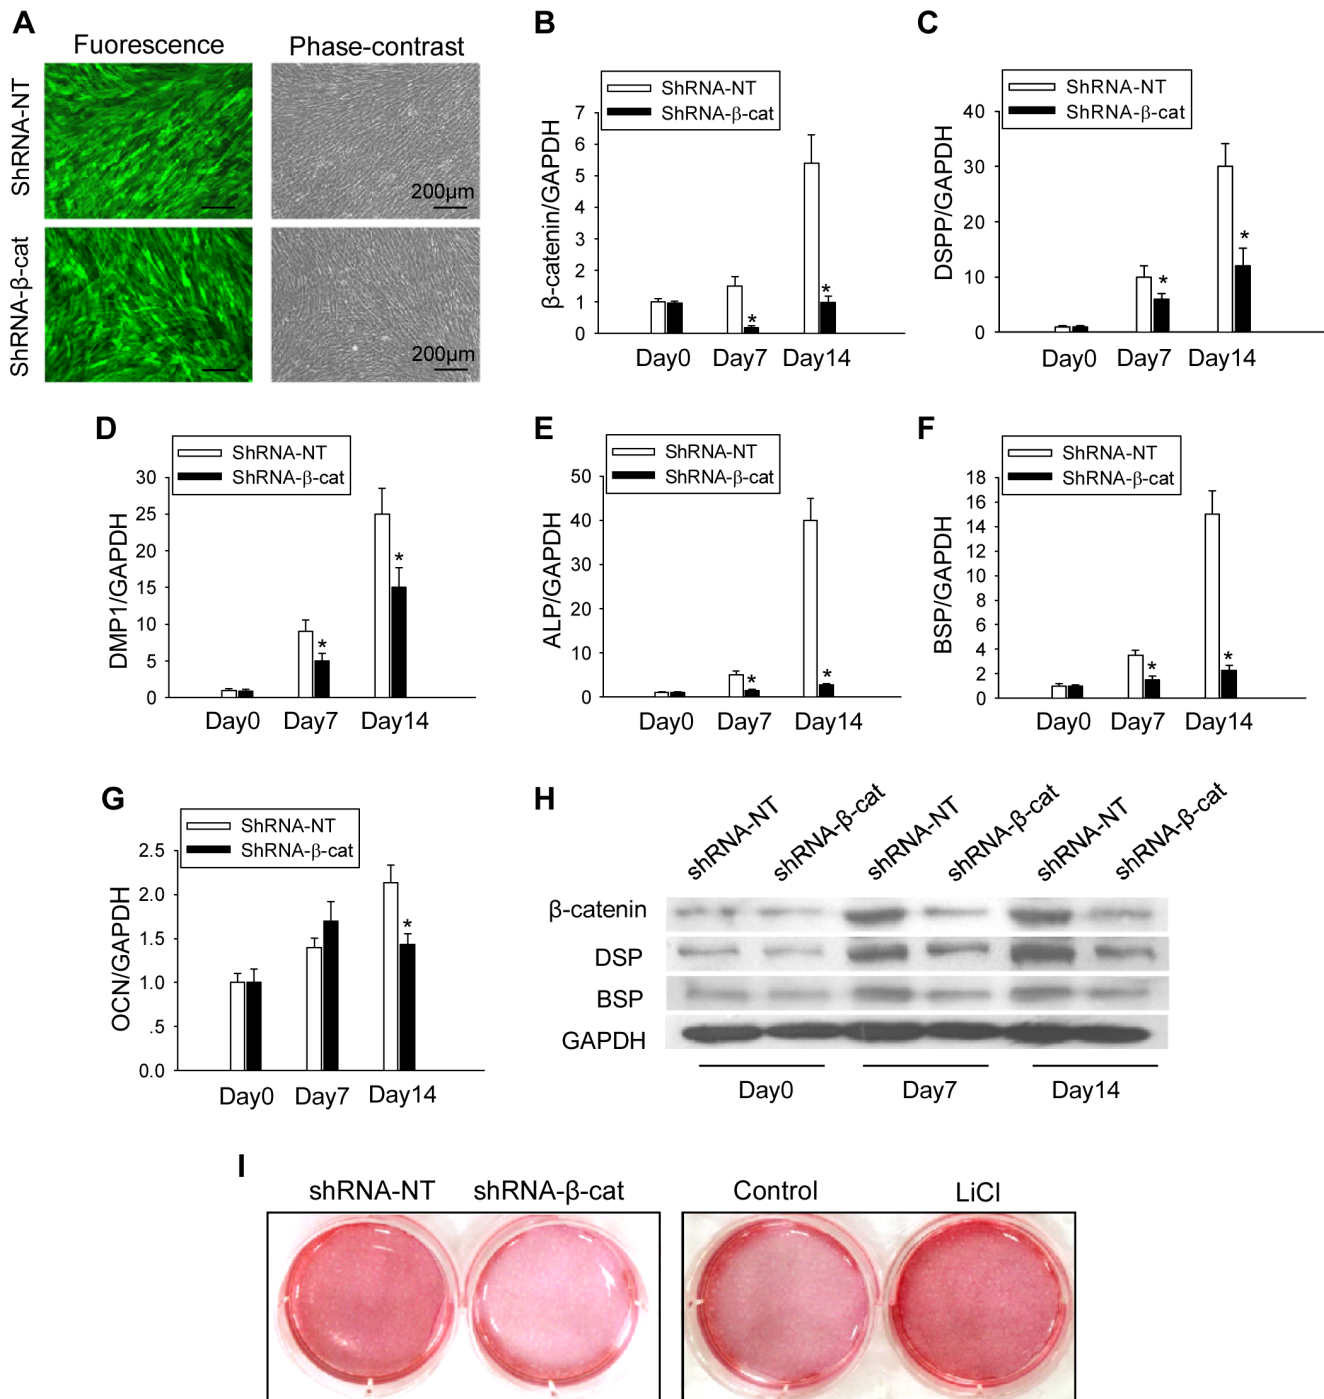 A
Fuorescence
Phase-contrast
ShRNA-NT
200µm
ShRNA-β-cat
200µm
B
ShRNA-NT
ShRNA-β-cat
β-catenin/GAPDH
7
6
5
4
3
2
1
0
Day0 Day7 Day14
*
*
C
ShRNA-NT
ShRNA-β-cat
DSPP/GAPDH
40
30
20
10
0
Day0 Day7 Day14
*
*
D
ShRNA-NT
ShRNA-β-cat
DMP1/GAPDH
30
25
20
15
10
5
0
Day0 Day7 Day14
*
*
E
ShRNA-NT
ShRNA-β-cat
ALP/GAPDH
50
40
30
20
10
0
Day0 Day7 Day14
*
*
F
ShRNA-NT
ShRNA-β-cat
BSP/GAPDH
18
16
14
12
10
8
6
4
2
0
Day0 Day7 Day14
*
*
G
ShRNA-NT
ShRNA-β-cat
OCN/GAPDH
2.5
2.0
1.5
1.0
.5
0.0
Day0 Day7 Day14
*
H
shRNA-NT shRNA-β-cat shRNA-NT shRNA-β-cat shRNA-NT shRNA-β-cat
β-catenin
DSP
BSP
GAPDH
Day0 Day7 Day14
I
shRNA-NT shRNA-β-cat Control LiCl